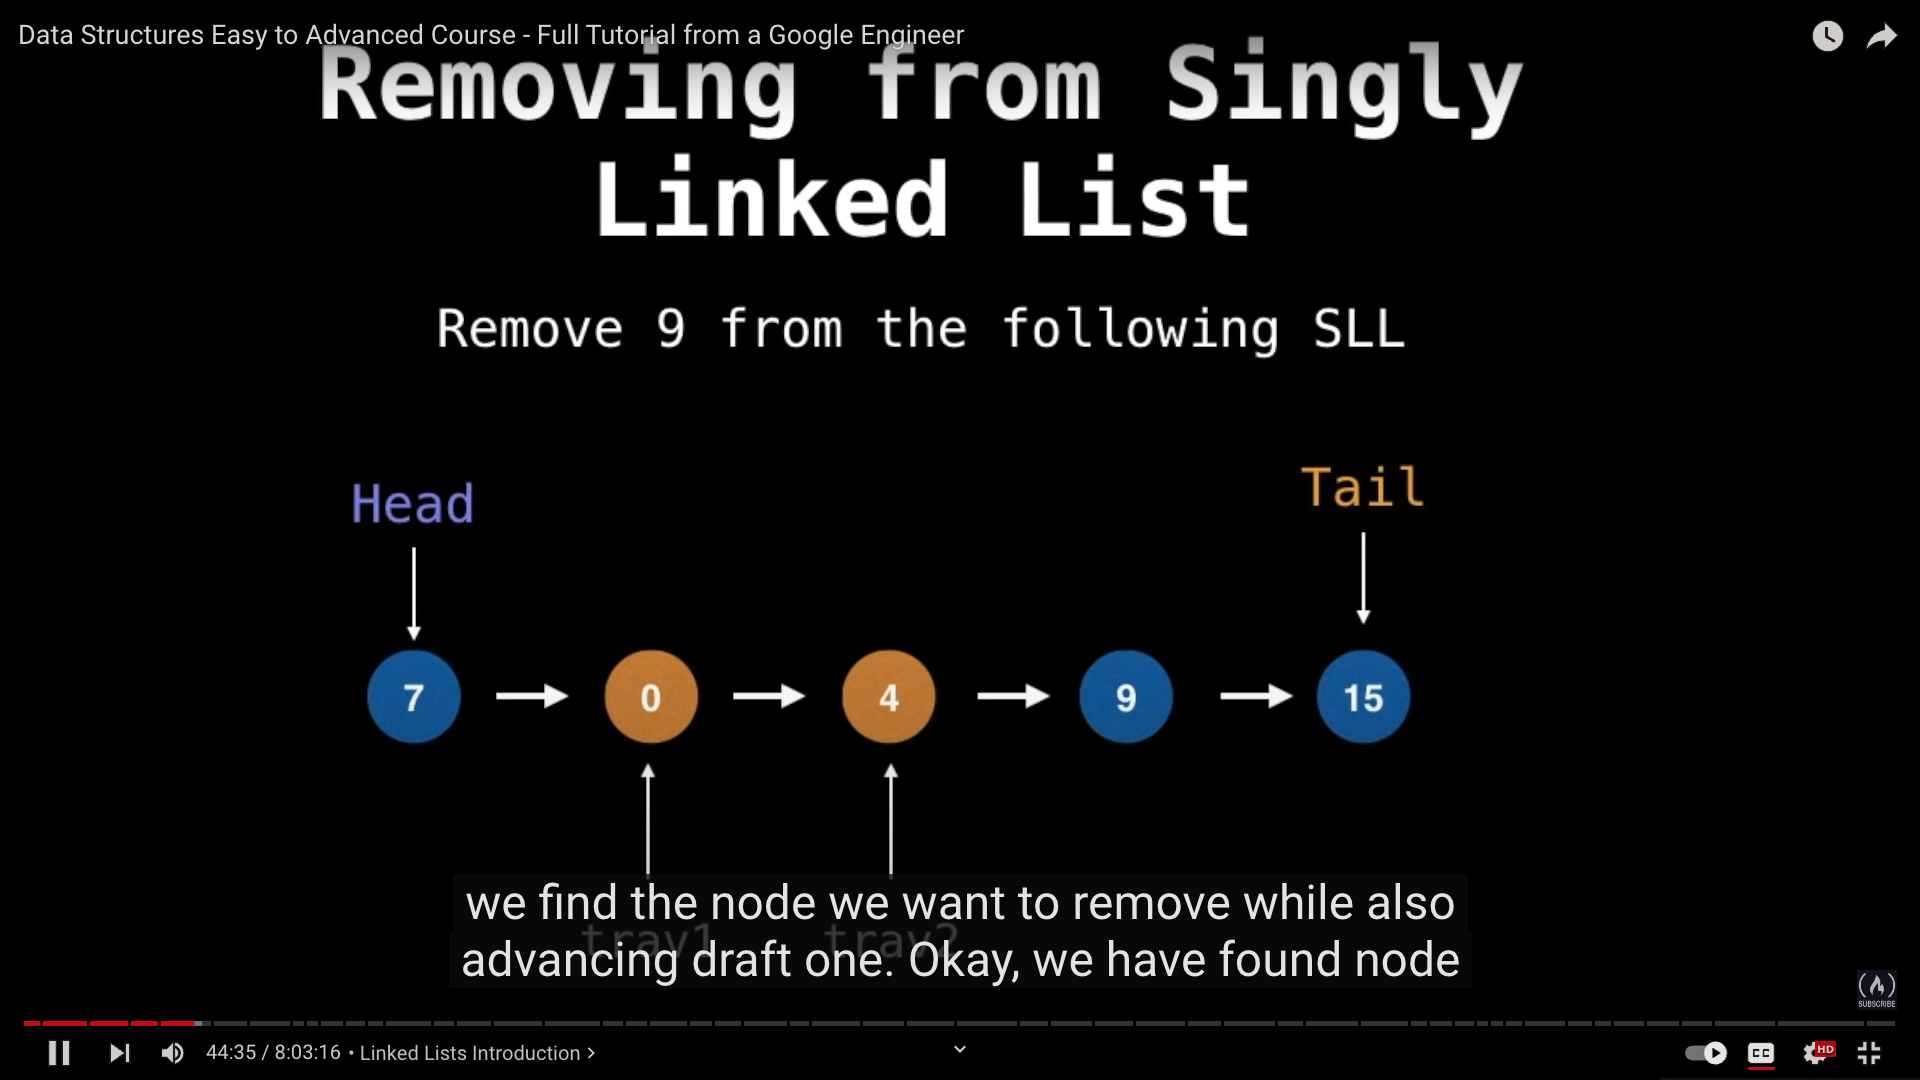 Data Structures Easy to Advanced Course - Full Tutorial from a Google Engineer
Removing from Singly
Linked List
Remove 9 from the following SLL
Head
Tail
7
0
4
9
15
trav1
trav2
we find the node we want to remove while also
advancing draft one. Okay, we have found node
SUBSCRIBE
44:35 / 8:03:16 • Linked Lists Introduction
CC
HD